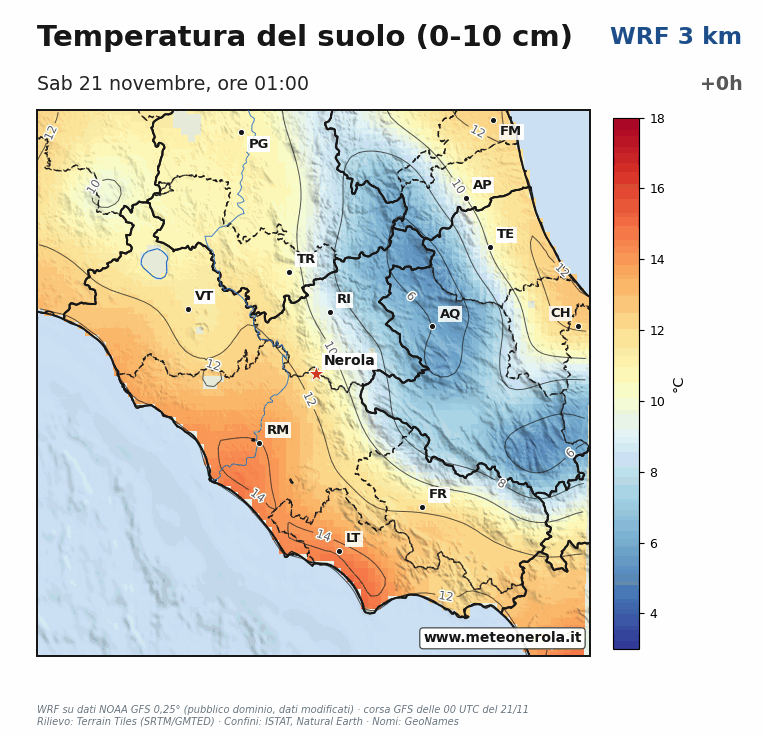 Temperatura del suolo (0-10 cm)
WRF 3 km
Sab 21 novembre, ore 01:00
+0h
12
12
FM
PG
10
10
AP
TE
TR
12
VT
RI
6
AQ
CH
10
12
Nerola
12
RM
6
8
14
FR
14
LT
12
www.meteonerola.it
18
16
14
12
10
8
6
4
°C
WRF su dati NOAA GFS 0,25° (pubblico dominio, dati modificati) · corsa GFS delle 00 UTC del 21/11
Rilievo: Terrain Tiles (SRTM/GMTED) · Confini: ISTAT, Natural Earth · Nomi: GeoNames